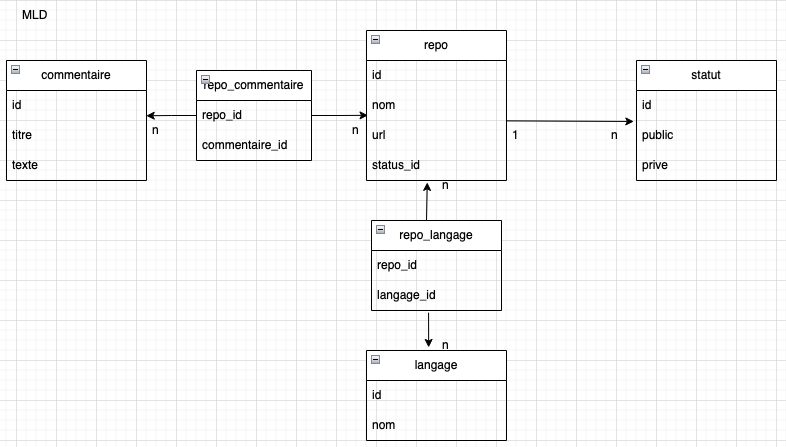 MLD
commentaire
id
titre
texte
repo_commentaire
repo_id
commentaire_id
n
n
repo
id
nom
url
status_id
1
n
statut
id
public
prive
n
repo_langage
repo_id
langage_id
n
langage
id
nom